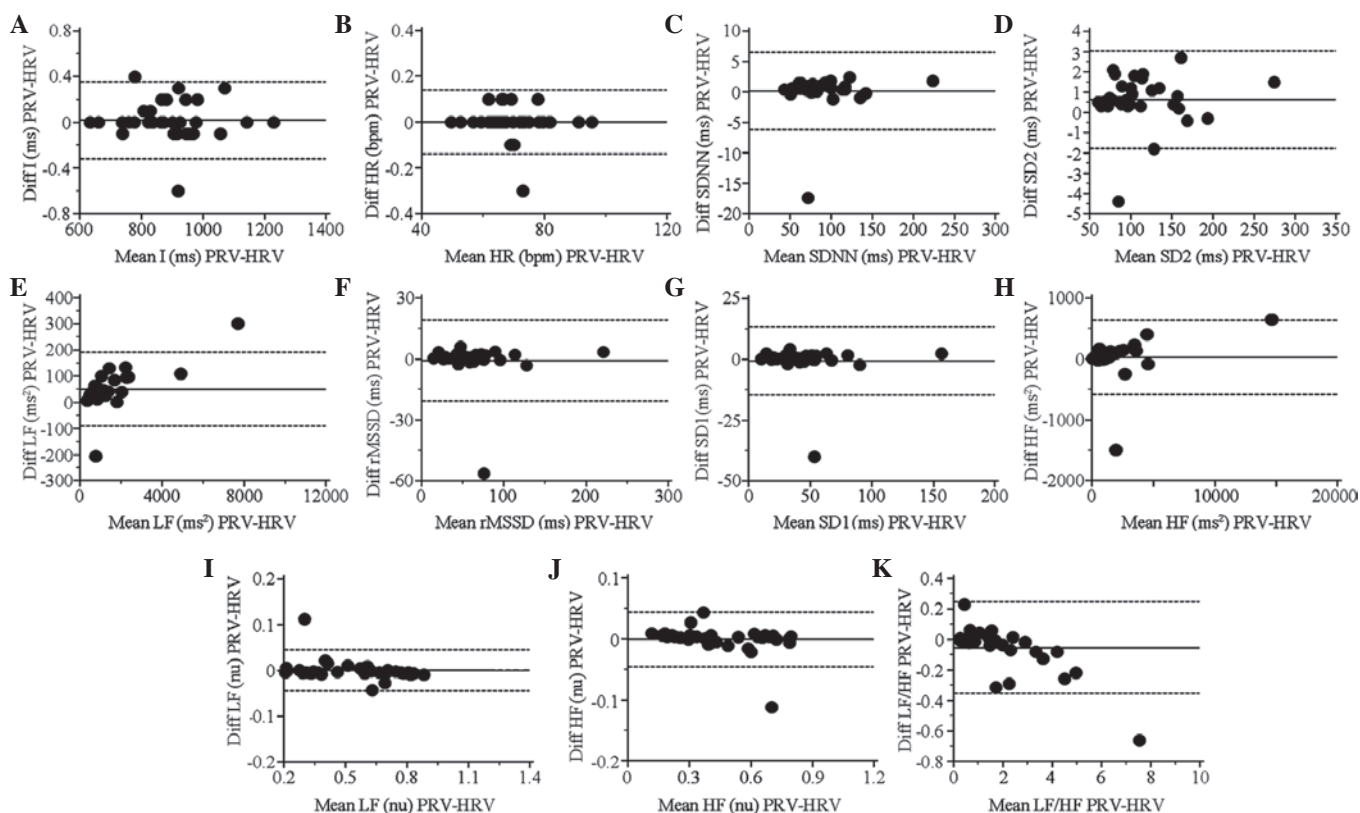 A
B
C
D
0.8
0.4
0
-0.4
-0.8
Diff I (ms) PRV-HRV
600 800 1000 1200 1400
Mean I (ms) PRV-HRV
0.4
0.2
0
-0.2
0.4
Diff HR (bpm) PRV-HRV
40 80 120
Mean HR (bpm) PRV-HRV
10
5
0
-5
-10
-15
-20
Diff SDNN (ms) PRV-HRV
0 50 100 150 200 250 300
Mean SDNN (ms) PRV-HRV
4
3
2
1
0
-1
-2
-3
4
-5
Diff SD2 (ms) PRV-HRV
50 100 150 200 250 300 350
Mean SD2 (ms) PRV-HRV
E
F
G
H
400
300
200
100
0
-100
-200
-300
Diff LF (ms²) PRV-HRV
0 4000 8000 12000
Mean LF (ms²) PRV-HRV
30
0
-30
-60
Diff rMSSD (ms) PRV-HRV
0 100 200 300
Mean rMSSD (ms) PRV-HRV
25
0
-25
-50
Diff SD1 (ms) PRV-HRV
0 50 100 150 200
Mean SD1 (ms) PRV-HRV
1000
0
-1000
-2000
Diff HF (ms²) PRV-HRV
0 10000 20000
Mean HF (ms²) PRV-HRV
I
J
K
0.2
0.1
0
-0.1
-0.2
Diff LF (nu) PRV-HRV
0.2 0.5 0.8 1.1 1.4
Mean LF (nu) PRV-HRV
0.1
0
-0.1
-0.2
Diff HF (nu) PRV-HRV
0 0.3 0.6 0.9 1.2
Mean HF (nu) PRV-HRV
0.4
0.2
0
-0.2
-0.4
-0.6
-0.8
Diff LF/HF PRV-HRV
0 2 4 6 8 10
Mean LF/HF PRV-HRV